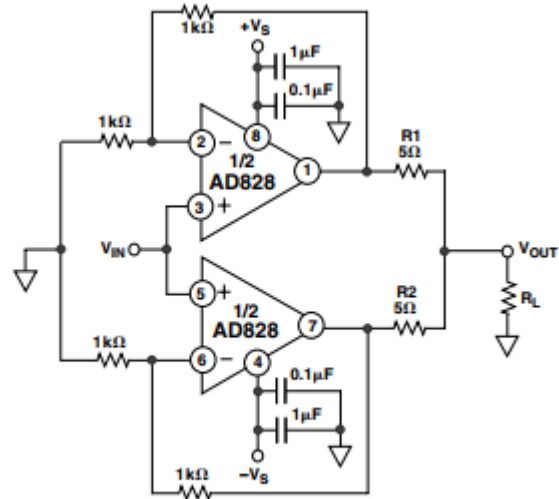 1kΩ
+VS
1μF
0.1μF
1kΩ
2 − 8
1/2
AD828
1
R1
5Ω
3 +
VIN
VOUT
5 +
1/2
AD828
7
R2
5Ω
RL
1kΩ
6 − 4
0.1μF
1μF
−VS
1kΩ